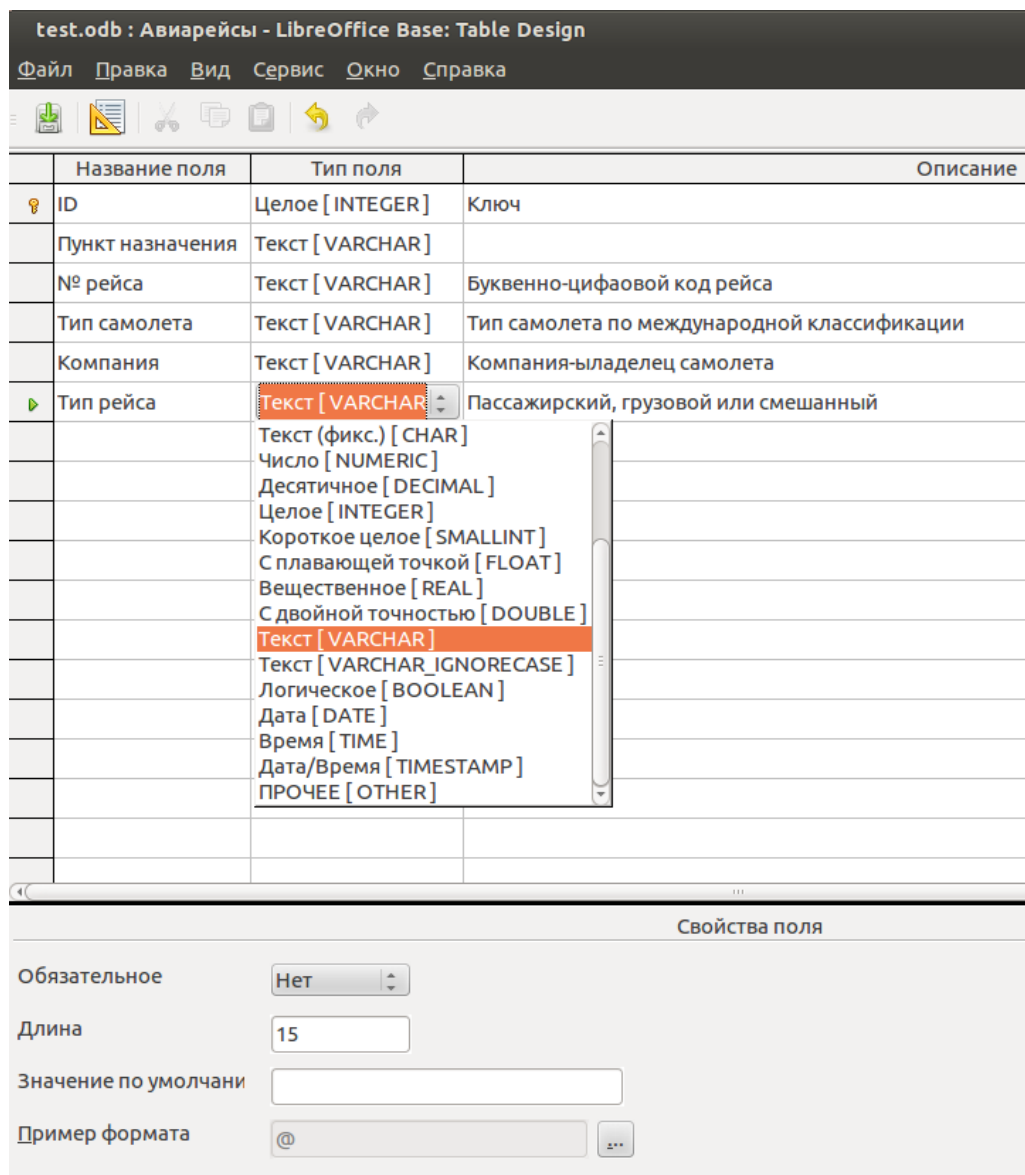 test.odb : Авиарейсы - LibreOffice Base: Table Design
Файл Правка Вид Сервис Окно Справка
Название поля Тип поля Описание
ID Целое [ INTEGER ] Ключ
Пункт назначения Текст [ VARCHAR ]
№ рейса Текст [ VARCHAR ] Буквенно-цифаовой код рейса
Тип самолета Текст [ VARCHAR ] Тип самолета по международной классификации
Компания Текст [ VARCHAR ] Компания-ыладелец самолета
Тип рейса Текст [ VARCHAR Пассажирский, грузовой или смешанный
Текст (фикс.) [ CHAR ]
Число [ NUMERIC ]
Десятичное [ DECIMAL ]
Целое [ INTEGER ]
Короткое целое [ SMALLINT ]
С плавающей точкой [ FLOAT ]
Вещественное [ REAL ]
С двойной точностью [ DOUBLE ]
Текст [ VARCHAR ]
Текст [ VARCHAR_IGNORECASE ]
Логическое [ BOOLEAN ]
Дата [ DATE ]
Время [ TIME ]
Дата/Время [ TIMESTAMP ]
ПРОЧЕЕ [ OTHER ]
Свойства поля
Обязательное Нет
Длина 15
Значение по умолчани
Пример формата @ ...